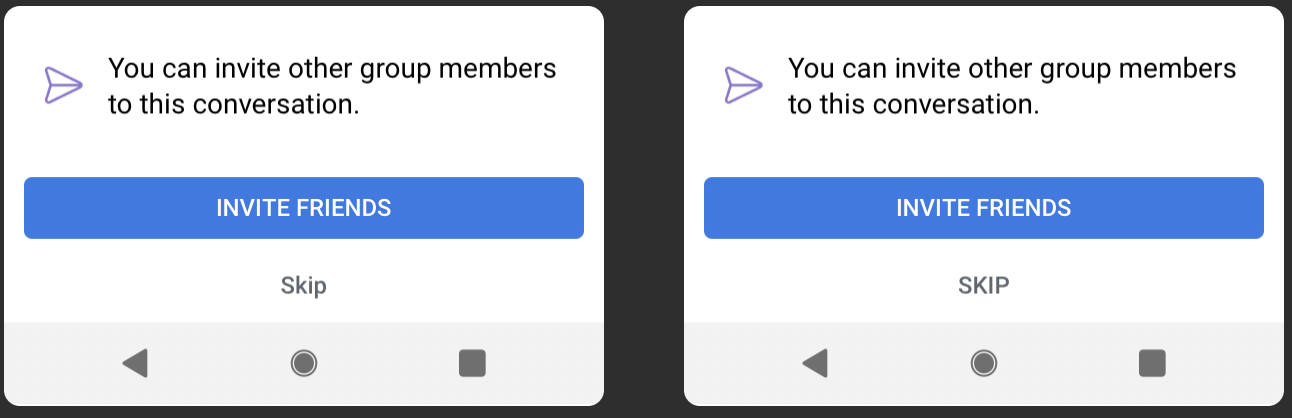 You can invite other group members
to this conversation.
INVITE FRIENDS
Skip
You can invite other group members
to this conversation.
INVITE FRIENDS
SKIP